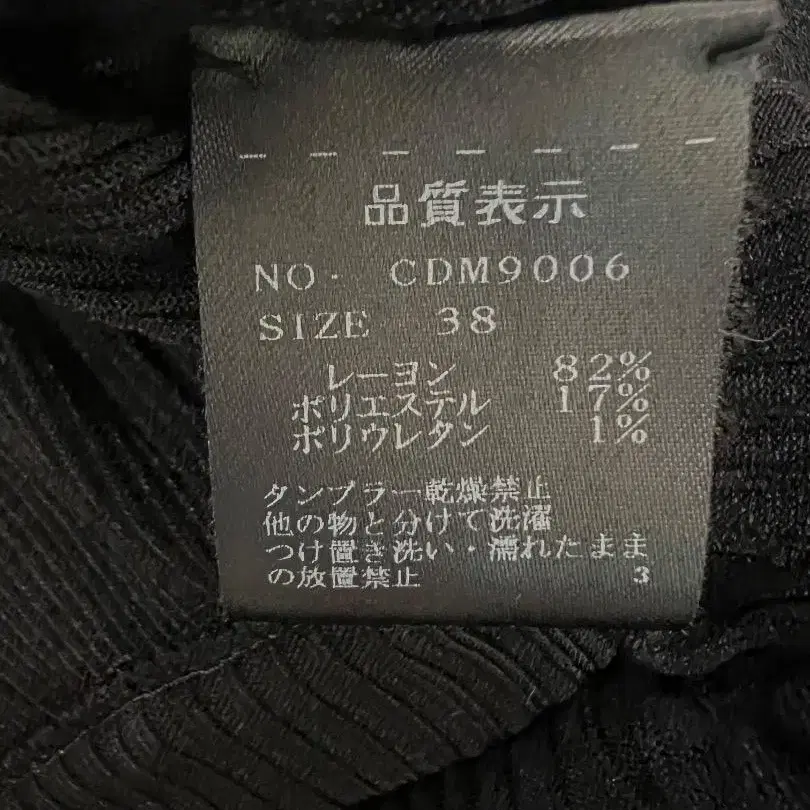 品質表示
NO. CDM9006
SIZE 38
レーヨン 82%
ポリエステル 17%
ポリウレタン 1%
タンブラー乾燥禁止
他の物と分けて洗濯
つけ置き洗い・濡れたまま
の放置禁止 3